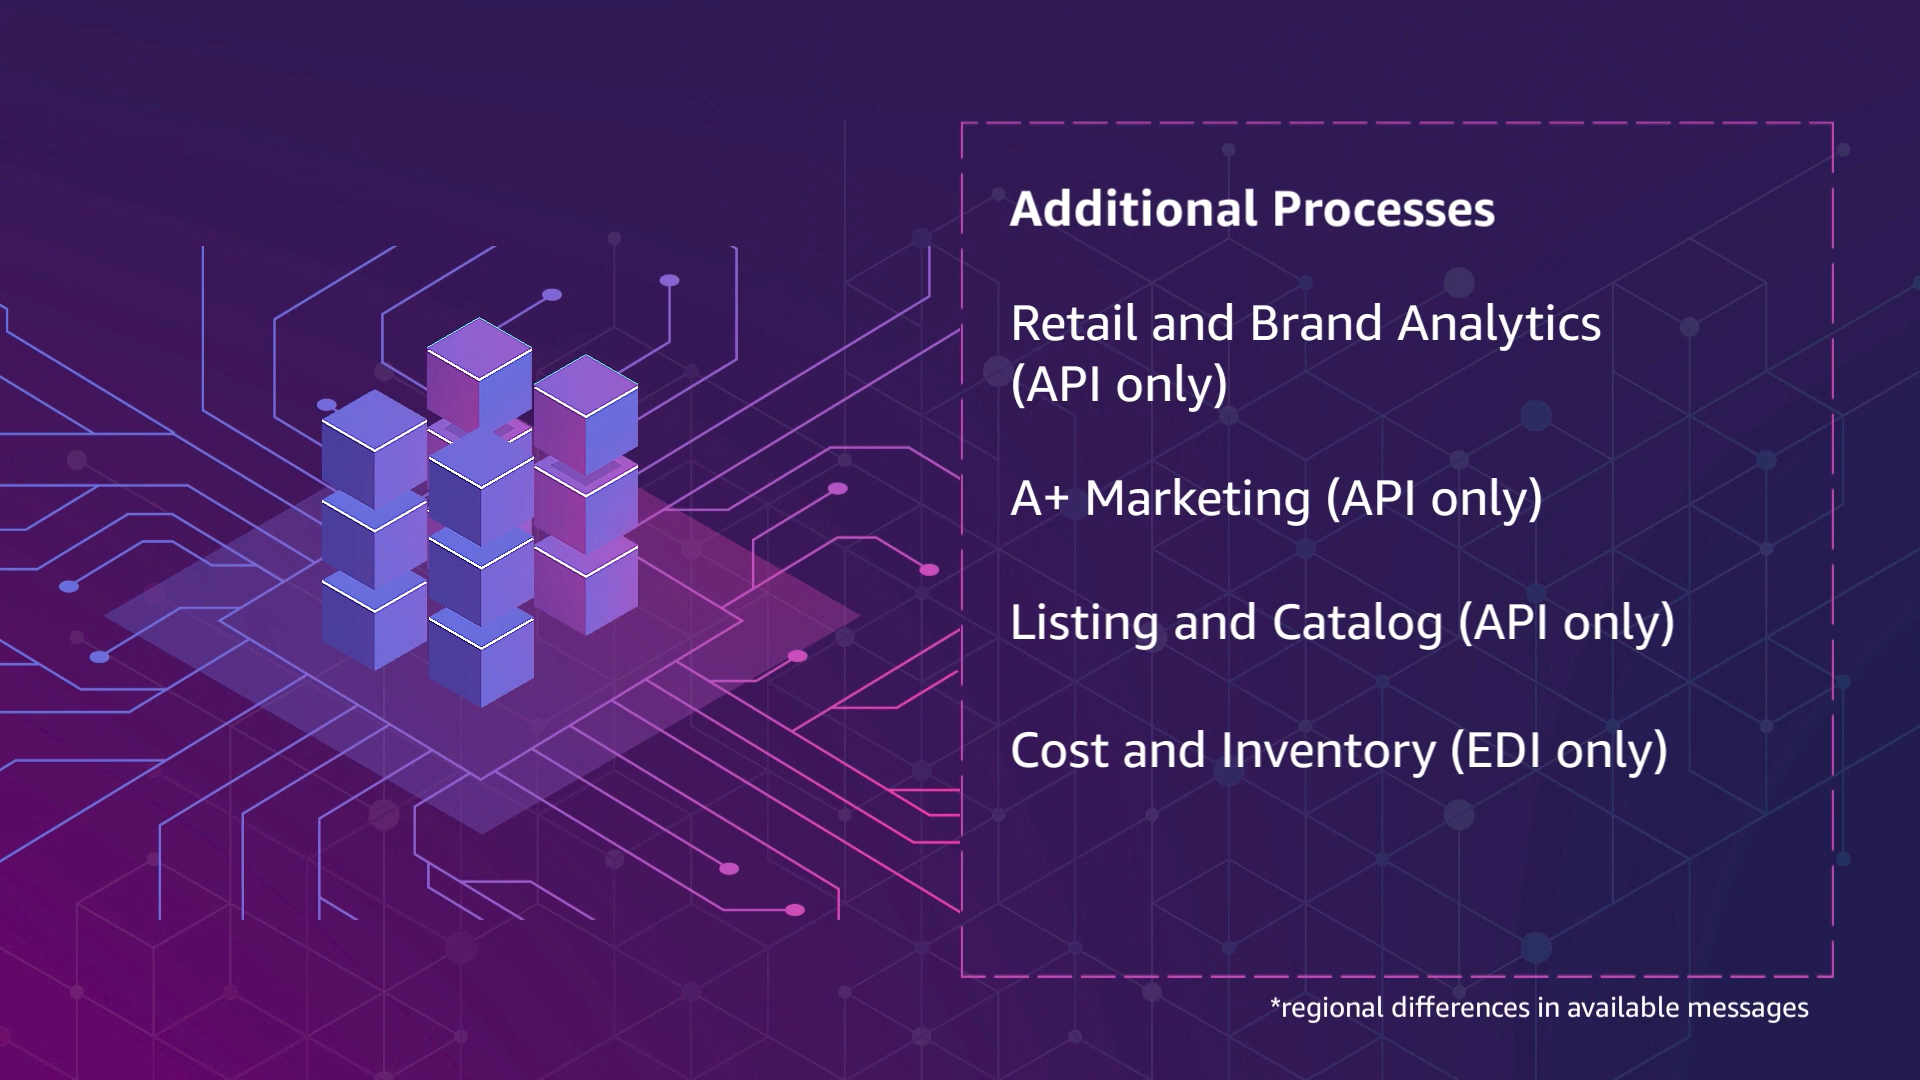 Additional Processes
Retail and Brand Analytics
(API only)
A+ Marketing (API only)
Listing and Catalog (API only)
Cost and Inventory (EDI only)
*regional differences in available messages